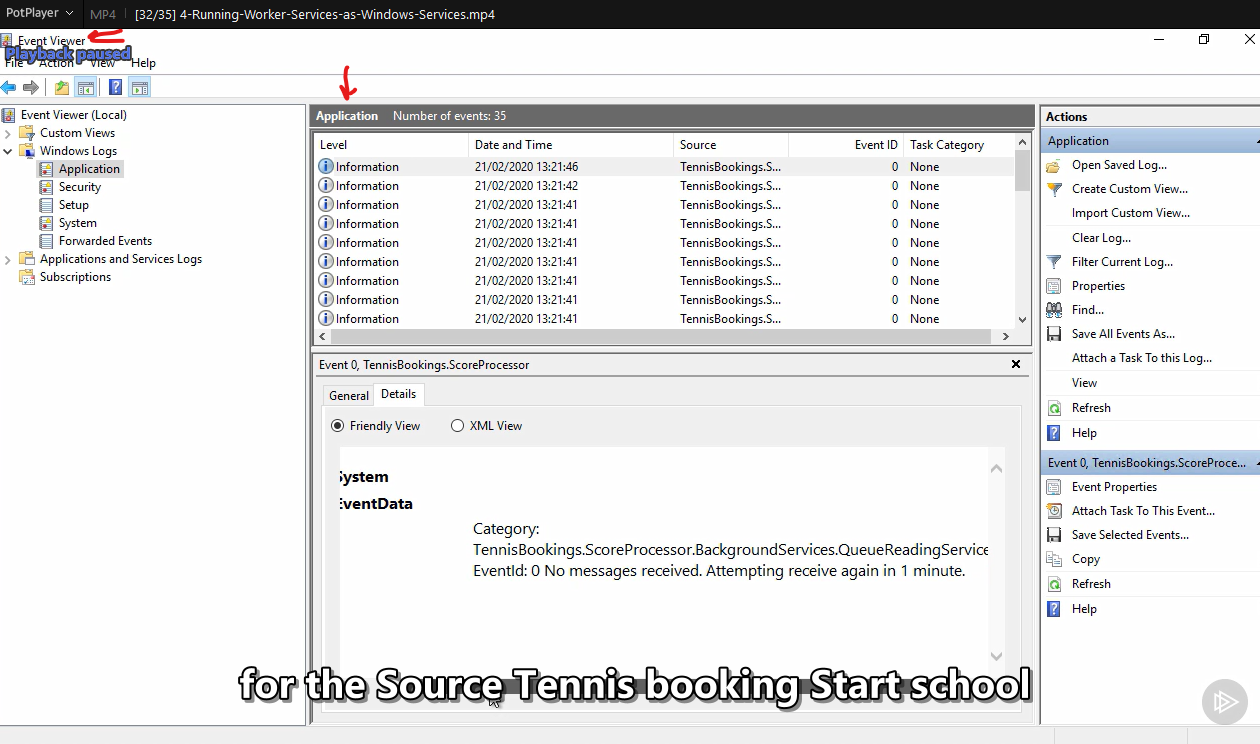 PotPlayer MP4 [32/35] 4-Running-Worker-Services-as-Windows-Services.mp4
Event Viewer
Playback paused
File Action View Help
Event Viewer (Local)
Custom Views
Windows Logs
Application
Security
Setup
System
Forwarded Events
Applications and Services Logs
Subscriptions
Application Number of events: 35
Level Date and Time Source Event ID Task Category
Information 21/02/2020 13:21:46 TennisBookings.S... 0 None
Information 21/02/2020 13:21:42 TennisBookings.S... 0 None
Information 21/02/2020 13:21:41 TennisBookings.S... 0 None
Information 21/02/2020 13:21:41 TennisBookings.S... 0 None
Information 21/02/2020 13:21:41 TennisBookings.S... 0 None
Information 21/02/2020 13:21:41 TennisBookings.S... 0 None
Information 21/02/2020 13:21:41 TennisBookings.S... 0 None
Information 21/02/2020 13:21:41 TennisBookings.S... 0 None
Information 21/02/2020 13:21:41 TennisBookings.S... 0 None
Event 0, TennisBookings.ScoreProcessor
General Details
Friendly View XML View
System
EventData
Category:
TennisBookings.ScoreProcessor.BackgroundServices.QueueReadingService
EventId: 0 No messages received. Attempting receive again in 1 minute.
for the Source Tennis booking Start school
Actions
Application
Open Saved Log...
Create Custom View...
Import Custom View...
Clear Log...
Filter Current Log...
Properties
Find...
Save All Events As...
Attach a Task To this Log...
View
Refresh
Help
Event 0, TennisBookings.ScoreProce...
Event Properties
Attach Task To This Event...
Save Selected Events...
Copy
Refresh
Help